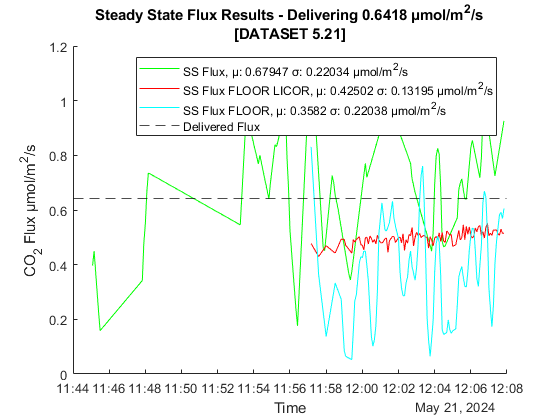 Steady State Flux Results - Delivering 0.6418 µmol/m²/s
[DATASET 5.21]
SS Flux, µ: 0.67947 σ: 0.22034 µmol/m²/s
SS Flux FLOOR LICOR, µ: 0.42502 σ: 0.13195 µmol/m²/s
SS Flux FLOOR, µ: 0.3582 σ: 0.22038 µmol/m²/s
Delivered Flux
CO₂ Flux µmol/m²/s
1.2
1
0.8
0.6
0.4
0.2
0
11:44 11:46 11:48 11:50 11:52 11:54 11:56 11:58 12:00 12:02 12:04 12:06 12:08
Time
May 21, 2024